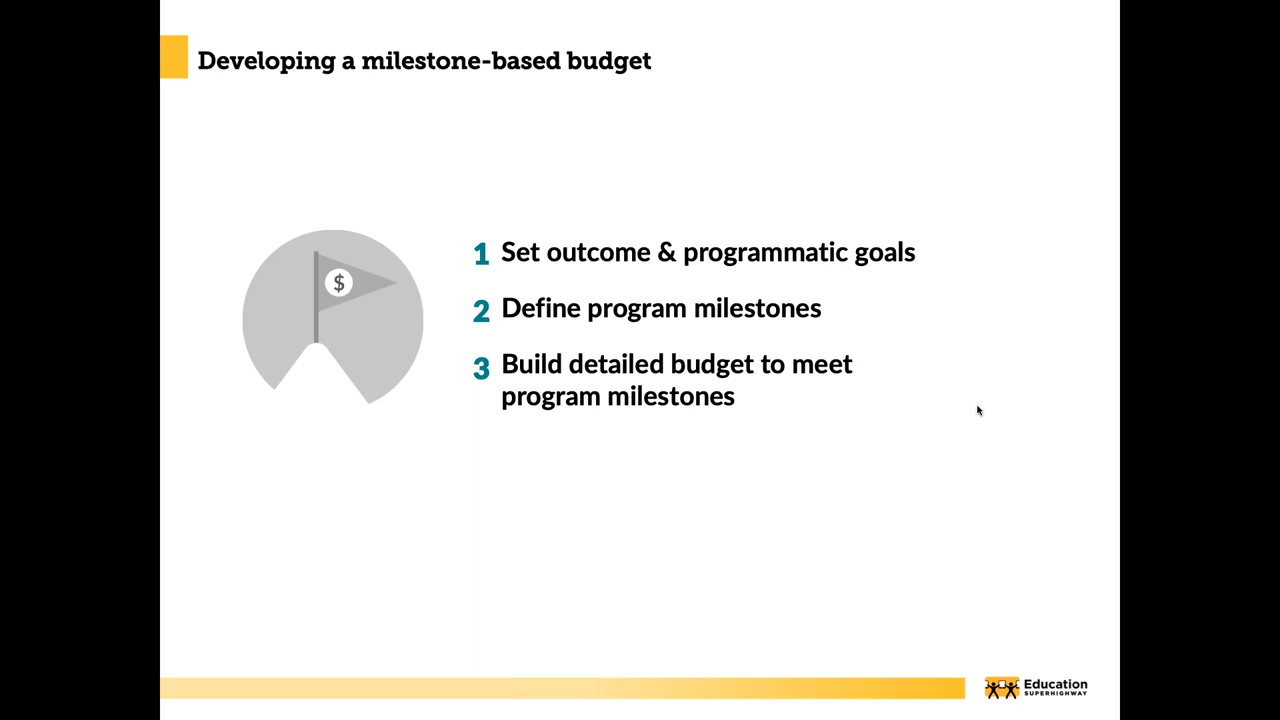 Developing a milestone-based budget
$
1 Set outcome & programmatic goals
2 Define program milestones
3 Build detailed budget to meet
program milestones
Education
SUPERHIGHWAY